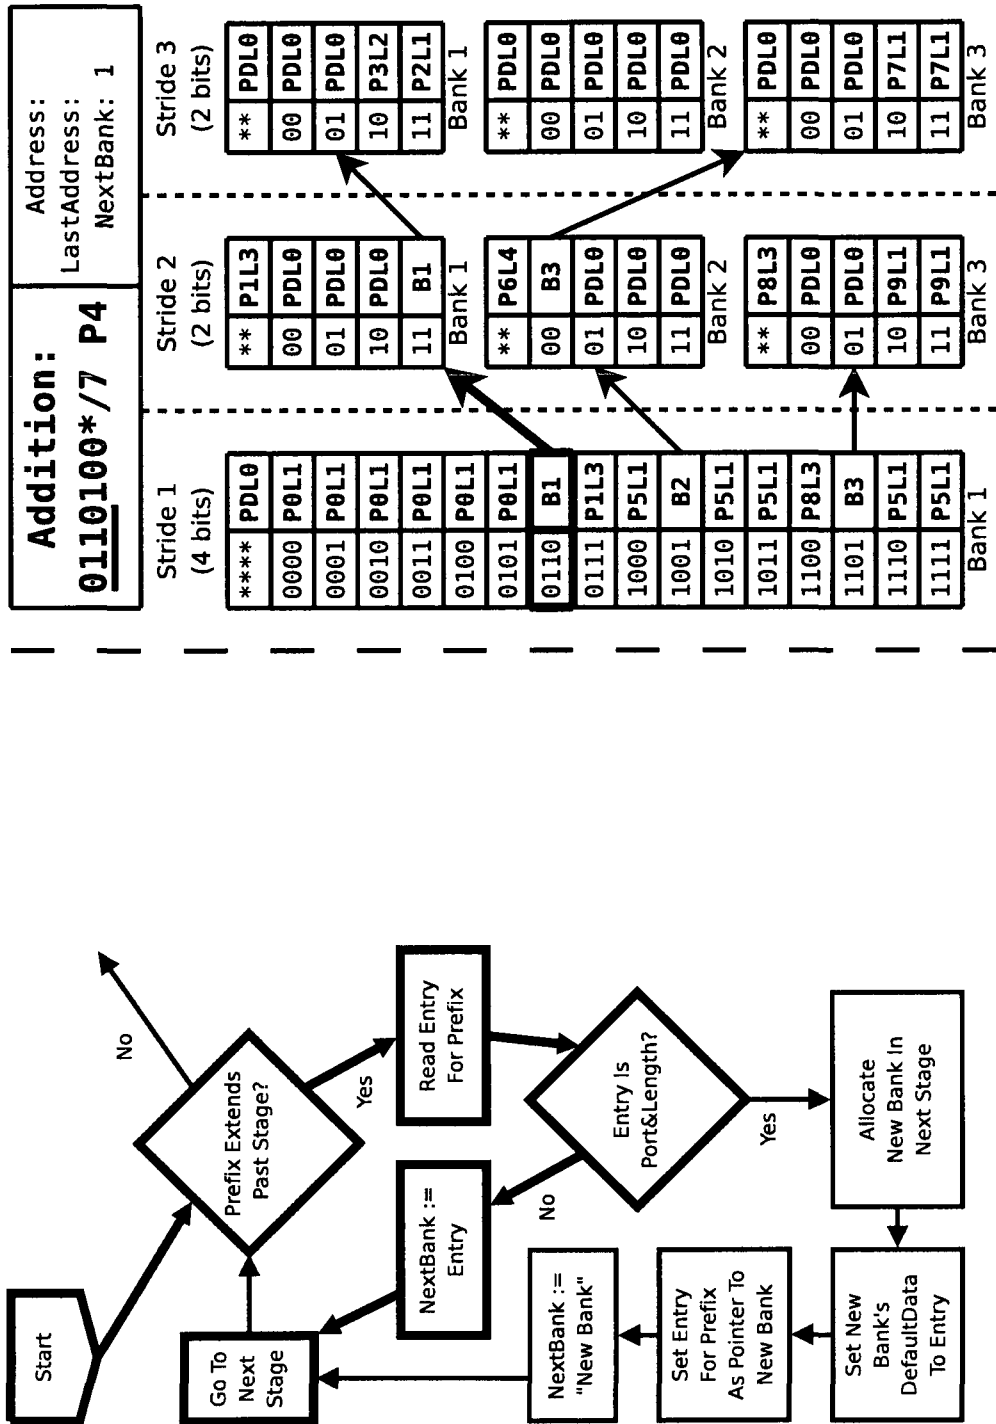 Start
Go To
Next
Stage
Prefix Extends
Past Stage?
No
Yes
Read Entry
For Prefix
NextBank :=
Entry
No
Entry Is
Port&Length?
Yes
NextBank :=
"New Bank"
Set Entry
For Prefix
As Pointer To
New Bank
Set New
Bank's
DefaultData
To Entry
Allocate
New Bank In
Next Stage
Addition:
0110100*/7 P4
Address:
LastAddress:
NextBank: 1
Stride 1
(4 bits)
**** PDL0
0000 P0L1
0001 P0L1
0010 P0L1
0011 P0L1
0100 P0L1
0101 P0L1
0110 B1
0111 P1L3
1000 P5L1
1001 B2
1010 P5L1
1011 P5L1
1100 P8L3
1101 B3
1110 P5L1
1111 P5L1
Bank 1
Stride 2
(2 bits)
** P1L3
00 PDL0
01 PDL0
10 PDL0
11 B1
Bank 1
** P6L4
00 B3
01 PDL0
10 PDL0
11 PDL0
Bank 2
** P8L3
00 PDL0
01 PDL0
10 P9L1
11 P9L1
Bank 3
Stride 3
(2 bits)
** PDL0
00 PDL0
01 PDL0
10 P3L2
11 P2L1
Bank 1
** PDL0
00 PDL0
01 PDL0
10 PDL0
11 PDL0
Bank 2
** PDL0
00 PDL0
01 PDL0
10 P7L1
11 P7L1
Bank 3